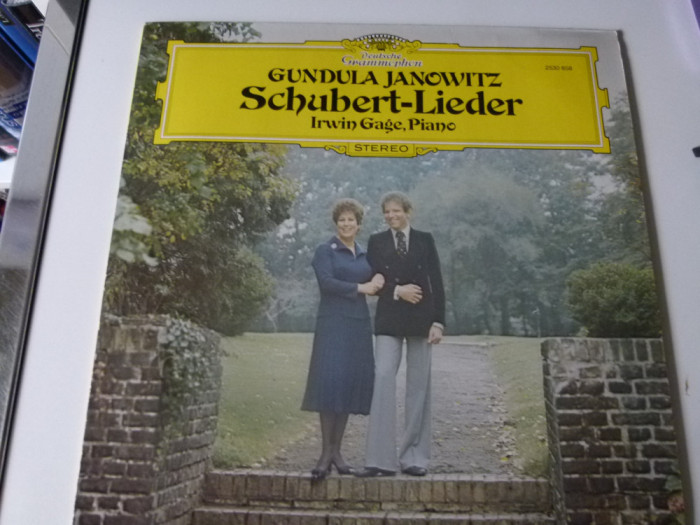 Deutsche
Grammophon
GUNDULA JANOWITZ
Schubert-Lieder
Irwin Gage, Piano
STEREO